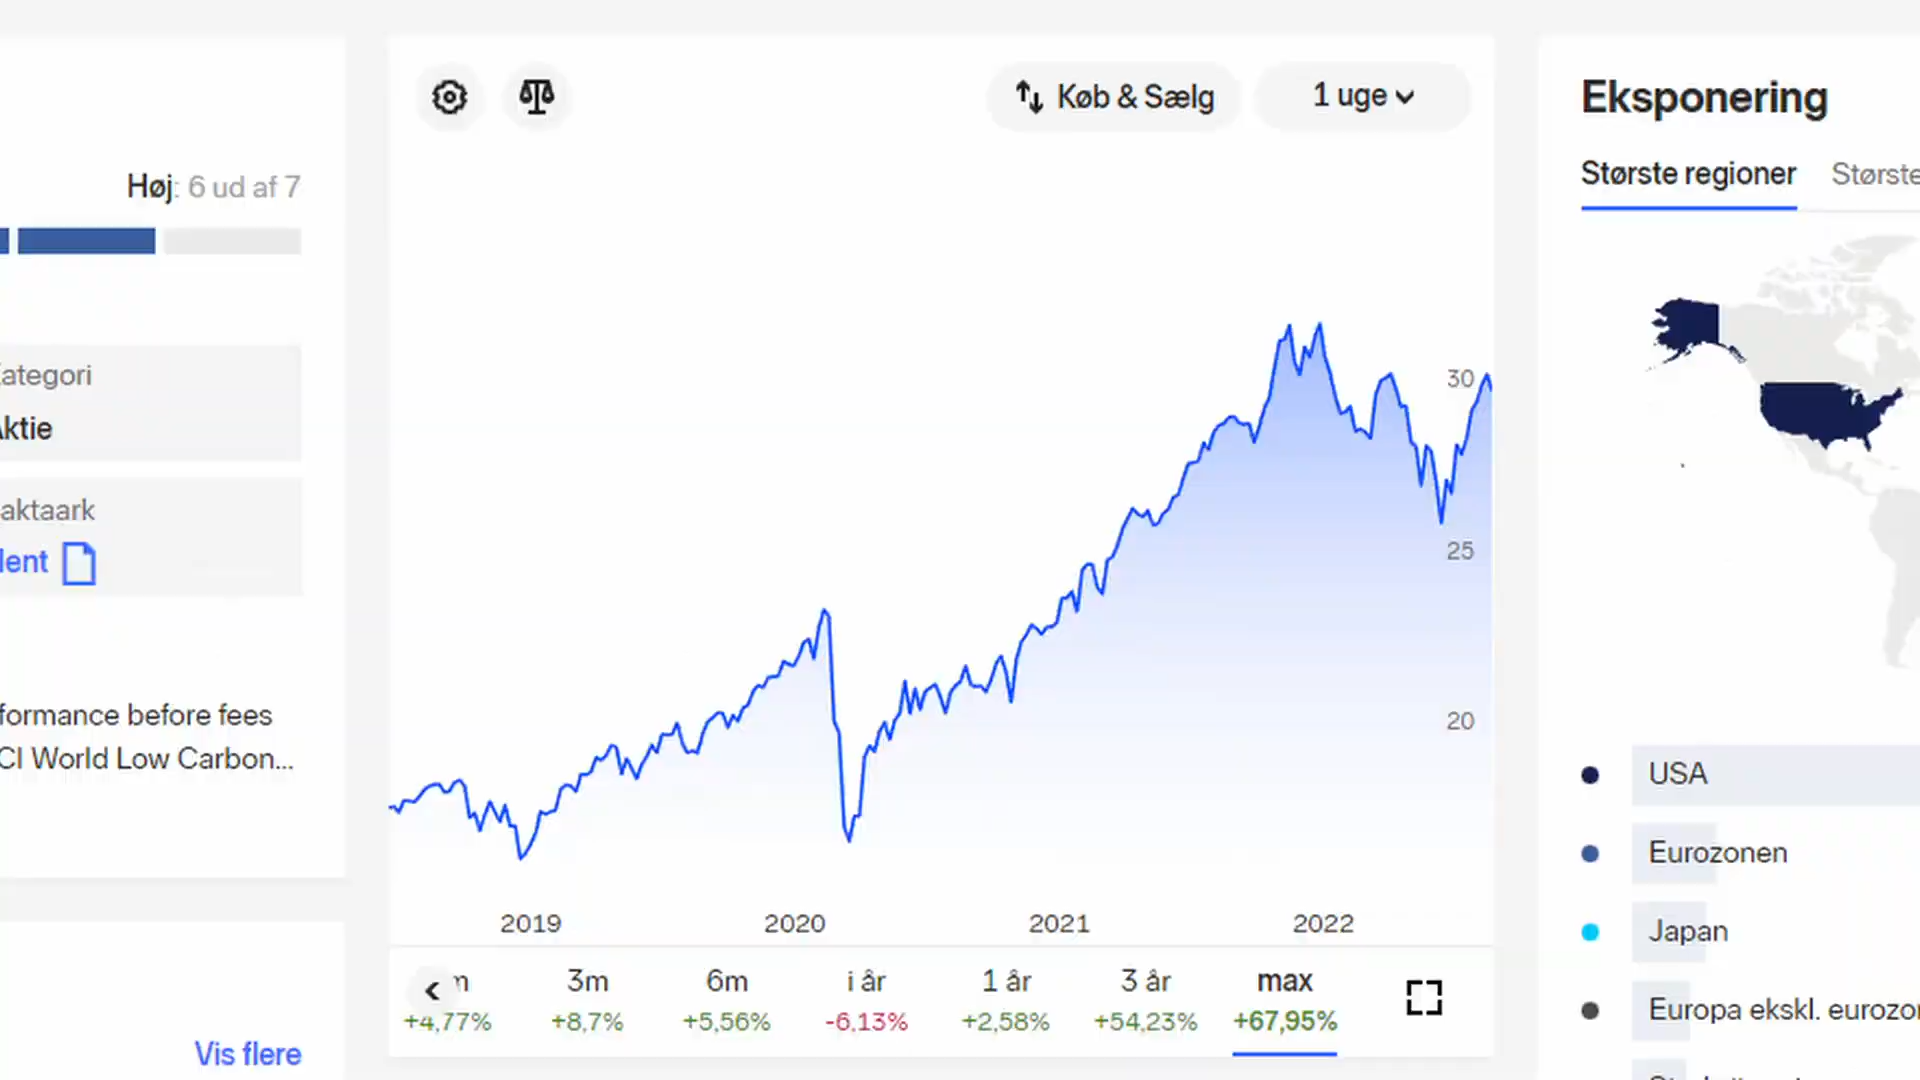 Høj: 6 ud af 7
ategori
Aktie
aktaark
lent
formance before fees
CI World Low Carbon...
Vis flere
Køb & Sælg
1 uge
30
25
20
2019
2020
2021
2022
m
3m
6m
i år
1 år
3 år
max
+4,77%
+8,7%
+5,56%
-6,13%
+2,58%
+54,23%
+67,95%
Eksponering
Største regioner
Største
USA
Eurozonen
Japan
Europa ekskl. eurozo